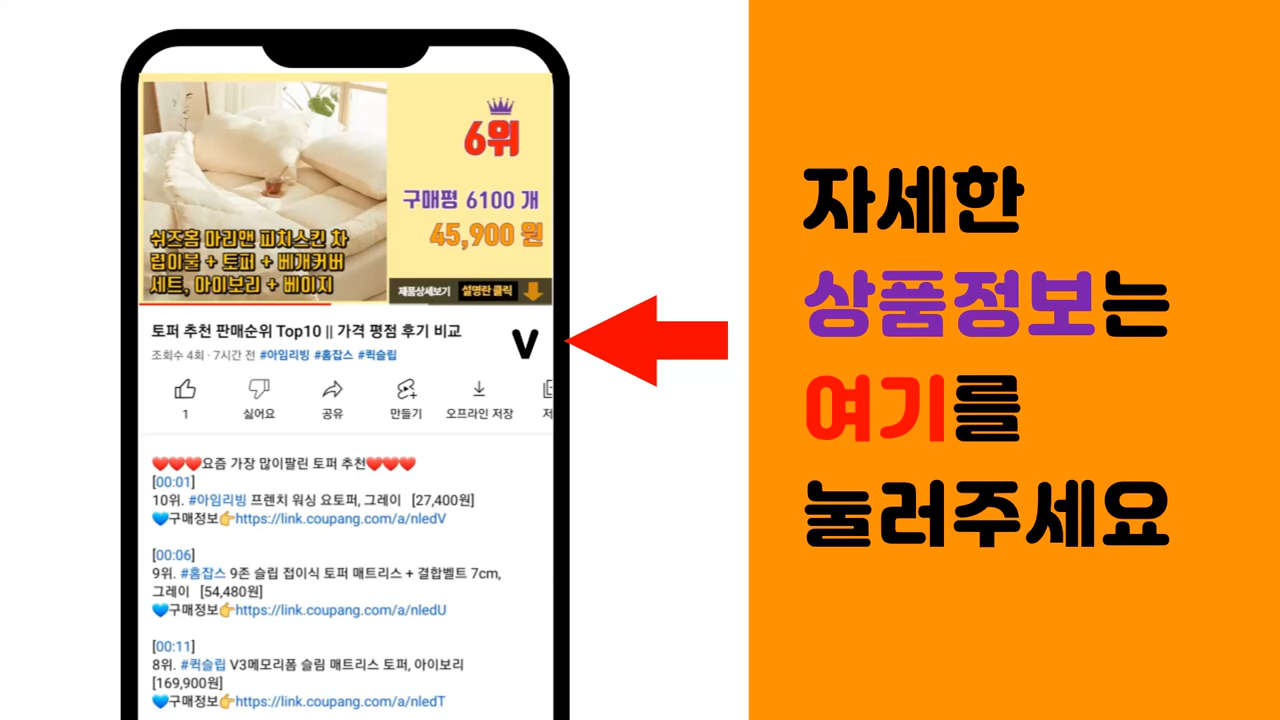 6위
구매평 6100 개
45,900 원
쉬즈홈 마리앤 피치스킨 차
렵이불 + 토퍼 + 베개커버
세트, 아이보리 + 베이지
제품상세보기 설명란 클릭
토퍼 추천 판매순위 Top10 || 가격 평점 후기 비교
V
조회수 4회 · 7시간 전 #아임리빙 #홈잡스 #퀵슬립
1 싫어요 공유 만들기 오프라인 저장 저
❤️❤️❤️요즘 가장 많이팔린 토퍼 추천❤️❤️❤️
[00:01]
10위. #아임리빙 프렌치 워싱 요토퍼, 그레이 [27,400원]
💙구매정보👉https://link.coupang.com/a/nledV
[00:06]
9위. #홈잡스 9존 슬립 접이식 토퍼 매트리스 + 결합벨트 7cm,
그레이 [54,480원]
💙구매정보👉https://link.coupang.com/a/nledU
[00:11]
8위. #퀵슬립 V3메모리폼 슬림 매트리스 토퍼, 아이보리
[169,900원]
💙구매정보👉https://link.coupang.com/a/nledT
자세한
상품정보는
여기를
눌러주세요